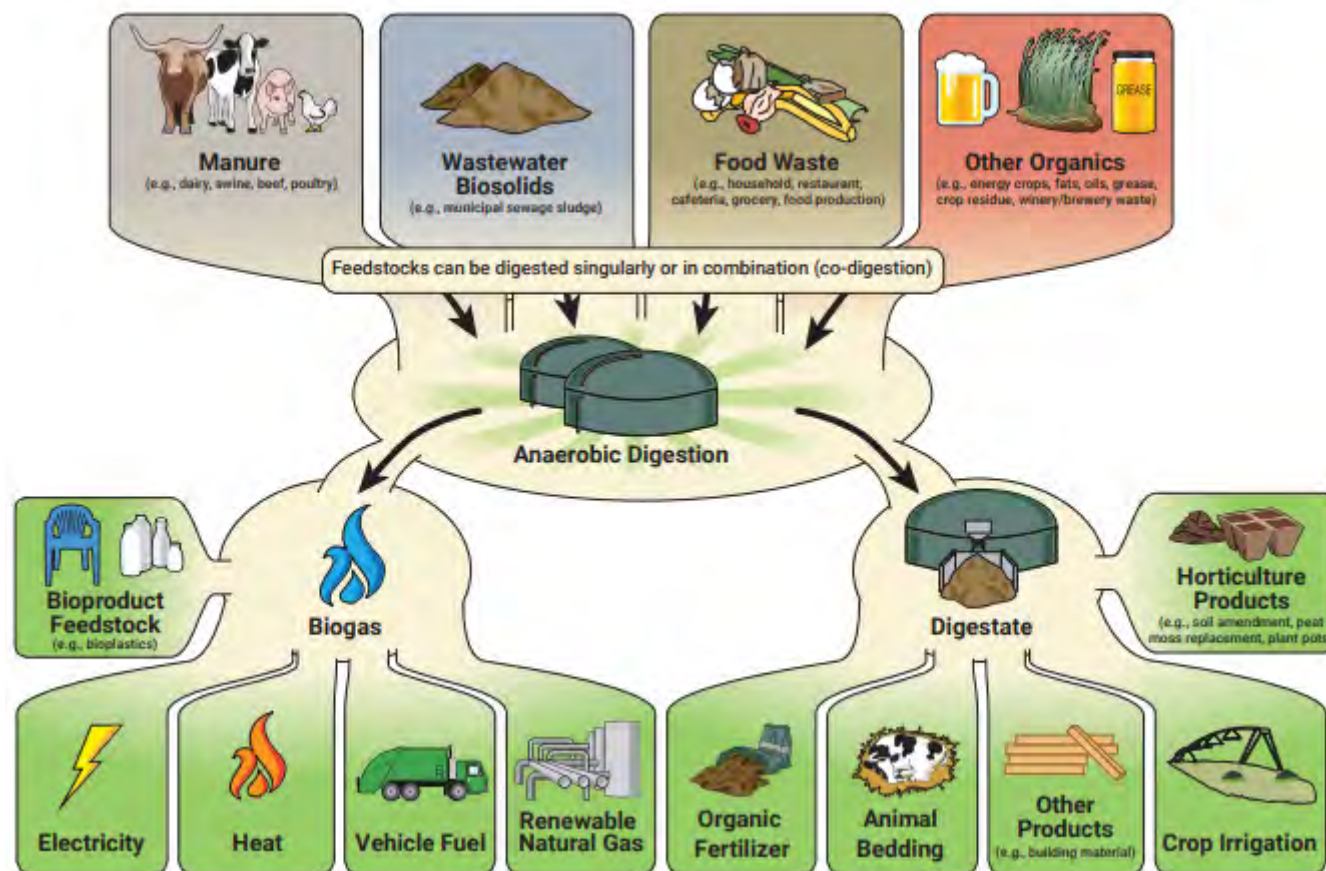 Manure
(e.g., dairy, swine, beef, poultry)
Wastewater
Biosolids
(e.g., municipal sewage sludge)
Food Waste
(e.g., household, restaurant,
cafeteria, grocery, food production)
GREASE
Other Organics
(e.g., energy crops, fats, oils, grease,
crop residue, winery/brewery waste)
Feedstocks can be digested singularly or in combination (co-digestion)
Anaerobic Digestion
Bioproduct
Feedstock
(e.g., bioplastics)
Biogas
Digestate
Horticulture
Products
(e.g., soil amendment, peat
moss replacement, plant pots
Electricity
Heat
Vehicle Fuel
Renewable
Natural Gas
Organic
Fertilizer
Animal
Bedding
Other
Products
(e.g., building material)
Crop Irrigation